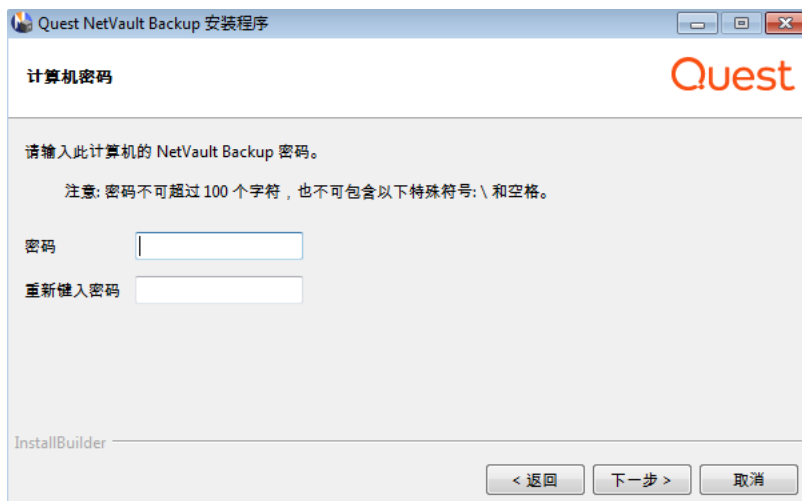 Quest NetVault Backup 安装程序
计算机密码
Quest
请输入此计算机的 NetVault Backup 密码。
注意: 密码不可超过 100 个字符，也不可包含以下特殊符号: \ 和空格。
密码
重新键入密码
InstallBuilder
< 返回
下一步 >
取消